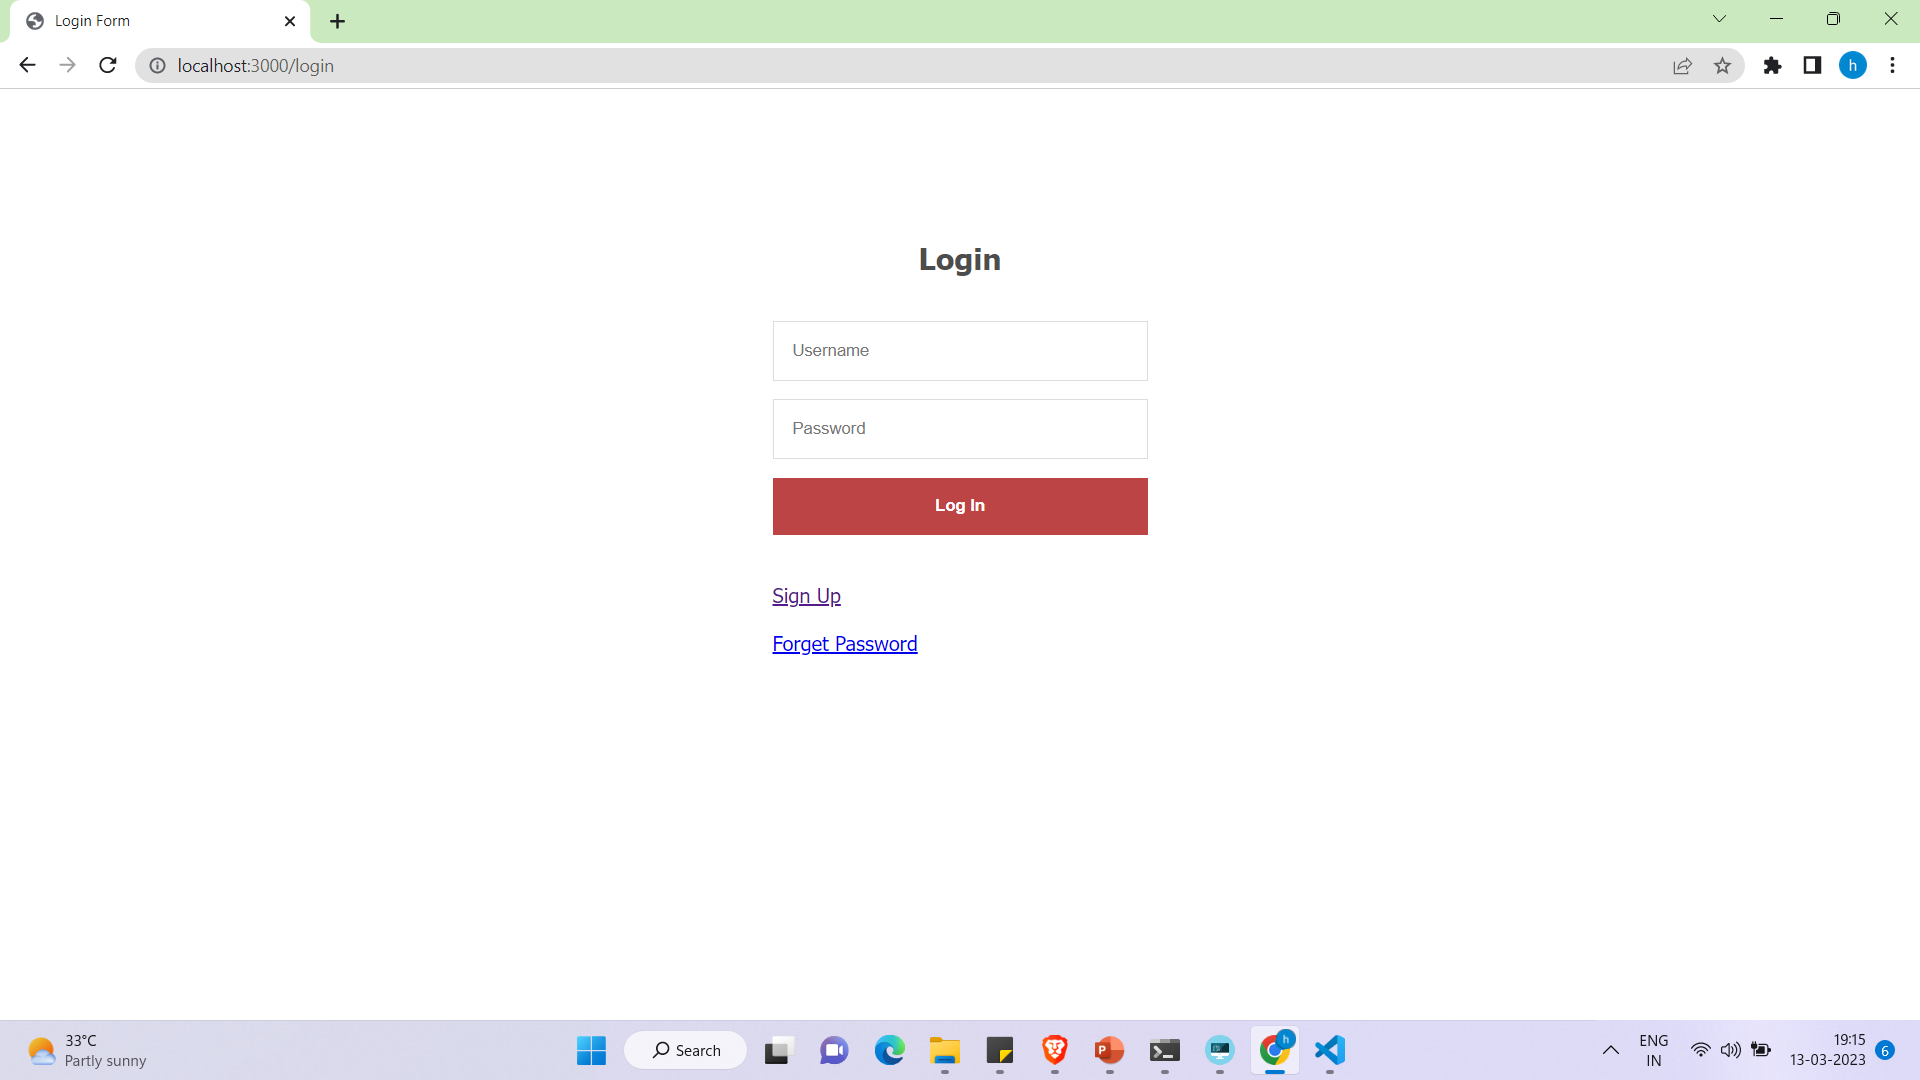 Login Form
localhost:3000/login
h
Login
Username
Password
Log In
Sign Up
Forget Password
33°C
Partly sunny
Search
P
h
ENG
IN
19:15
13-03-2023
6